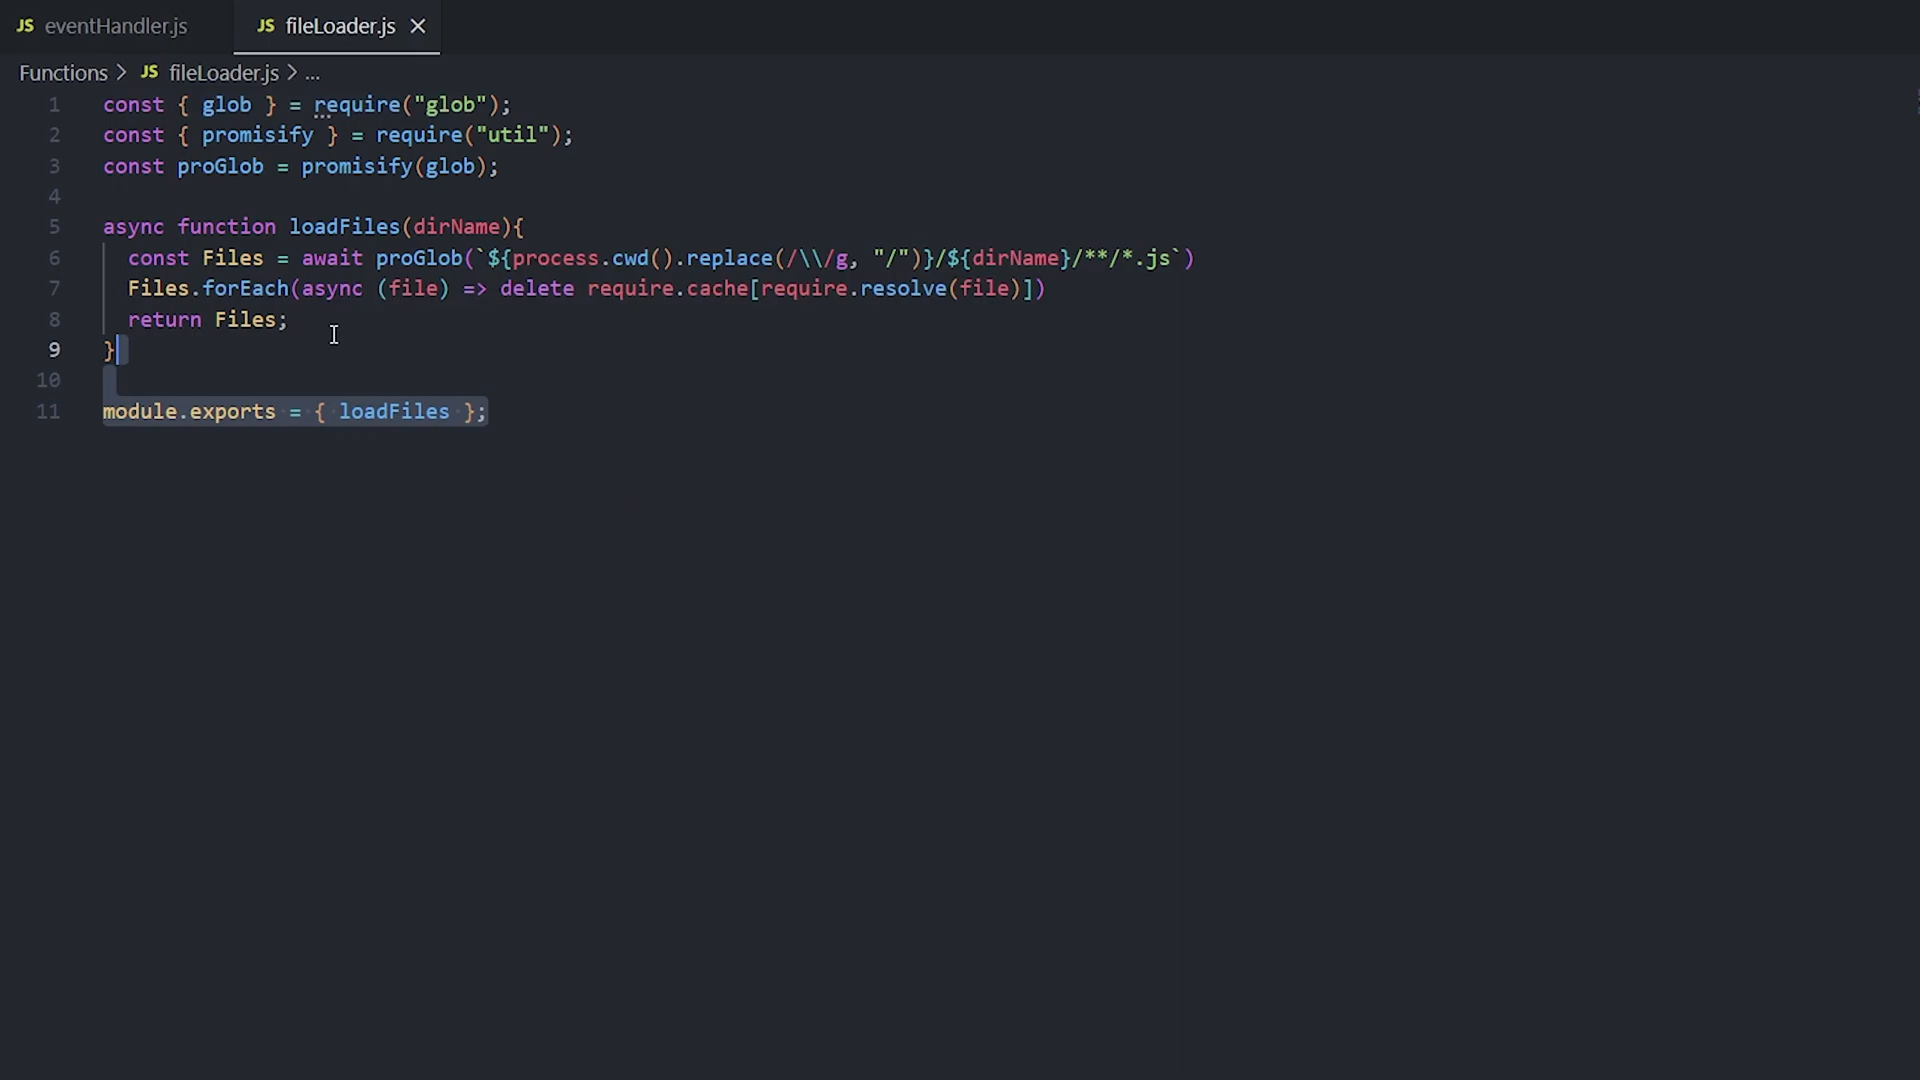 JS eventHandler.js JS fileLoader.js ×
Functions > JS fileLoader.js > ...
1 const { glob } = require("glob");
2 const { promisify } = require("util");
3 const proGlob = promisify(glob);
4
5 async function loadFiles(dirName){
6 const Files = await proGlob(`${process.cwd().replace(/\\/g, "/")}/${dirName}/**/*.js`)
7 Files.forEach(async (file) => delete require.cache[require.resolve(file)])
8 return Files;
9 }
10
11 module.exports = { loadFiles };